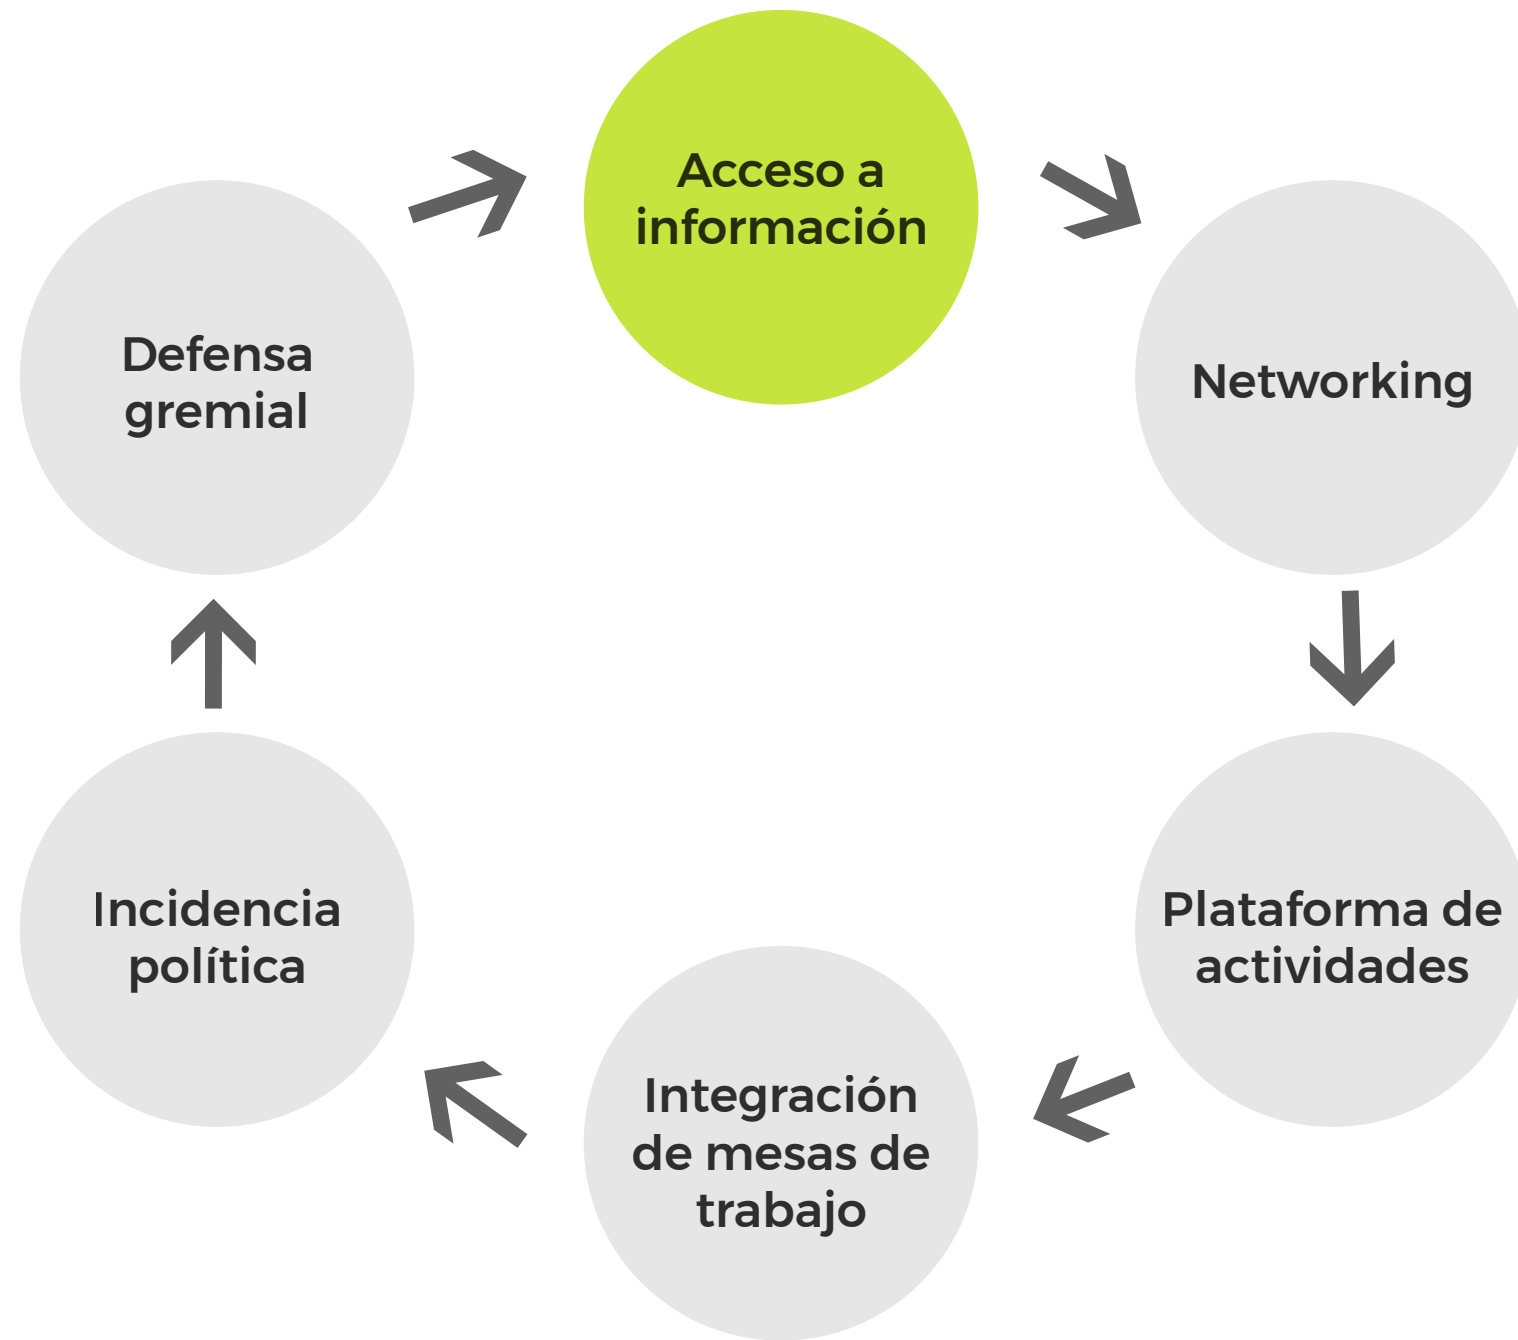 Acceso a
información
Networking
Plataforma de
actividades
Integración
de mesas de
trabajo
Incidencia
política
Defensa
gremial